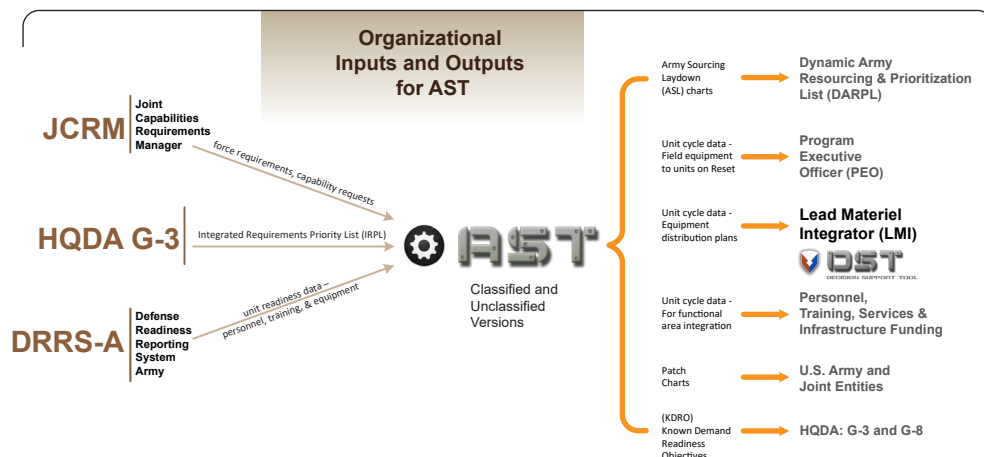 Organizational
Inputs and Outputs
for AST
JCRM
Joint
Capabilities
Requirements
Manager
force requirements, capability requests
HQDA G-3
Integrated Requirements Priority List (IRPL)
DRRS-A
Defense
Readiness
Reporting
System
Army
unit readiness data –
personnel, training, & equipment
AST
Classified and
Unclassified
Versions
Army Sourcing
Laydown
(ASL) charts
Dynamic Army
Resourcing & Prioritization
List (DARPL)
Unit cycle data -
Field equipment
to units on Reset
Program
Executive
Officer (PEO)
Unit cycle data -
Equipment
distribution plans
Lead Materiel
Integrator (LMI)
DST
DECISION SUPPORT TOOL
Unit cycle data -
For functional
area integration
Personnel,
Training, Services &
Infrastructure Funding
Patch
Charts
U.S. Army and
Joint Entities
(KDRO)
Known Demand
Readiness
Objectives
HQDA: G-3 and G-8